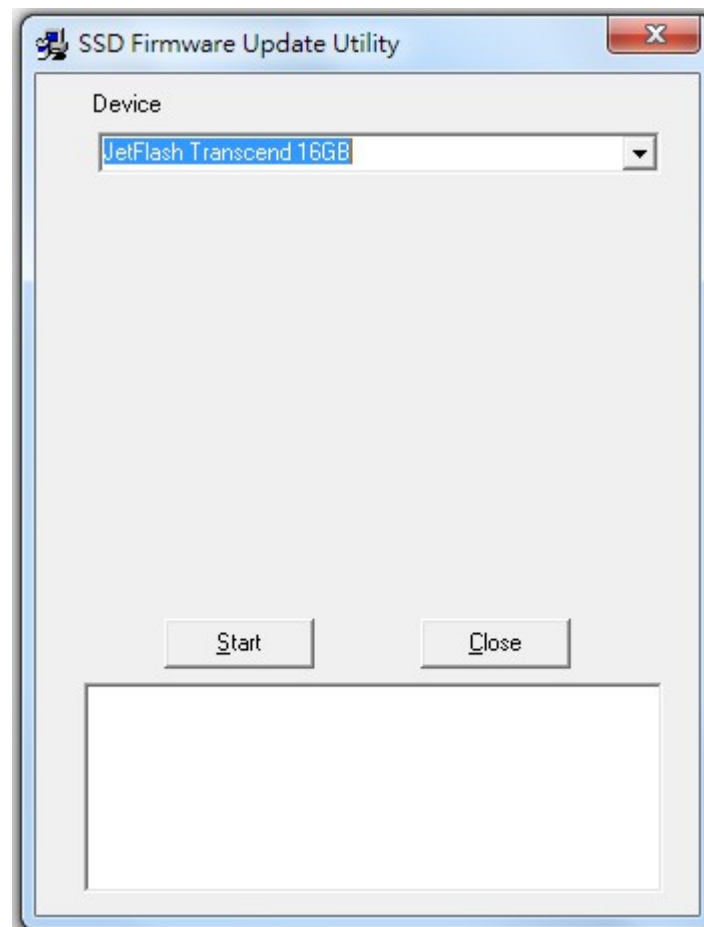 SSD Firmware Update Utility
Device
JetFlash Transcend 16GB
Start
Close